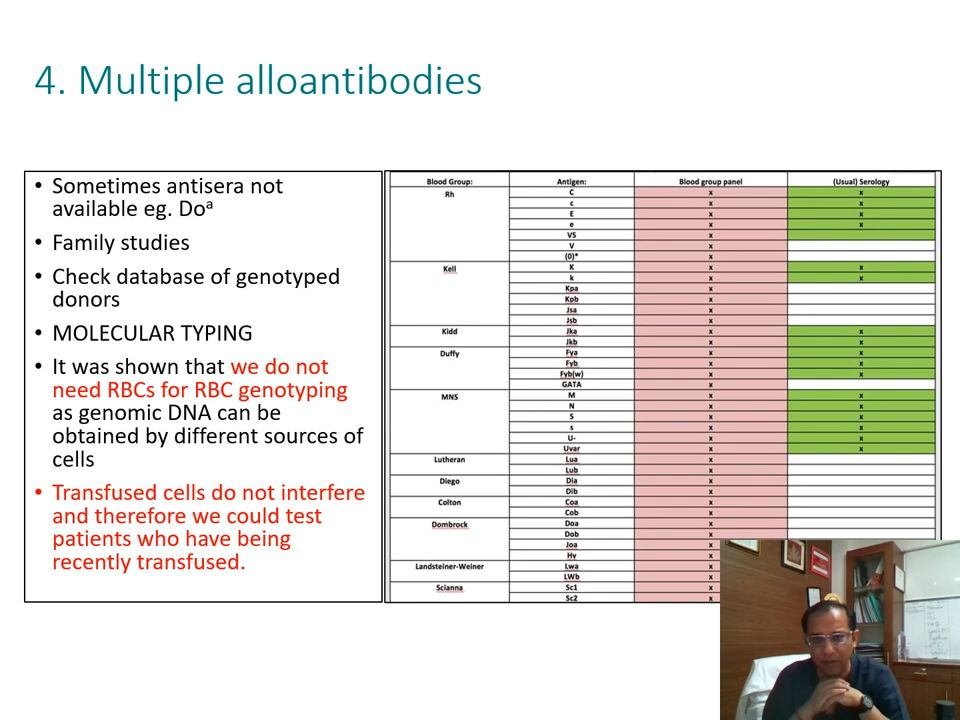 4. Multiple alloantibodies
• Sometimes antisera not
available eg. Doᵃ
• Family studies
• Check database of genotyped
donors
• MOLECULAR TYPING
• It was shown that we do not
need RBCs for RBC genotyping
as genomic DNA can be
obtained by different sources of
cells
• Transfused cells do not interfere
and therefore we could test
patients who have being
recently transfused.
Blood Group: Antigen: Blood group panel (Usual) Serology
Rh C x x
c x x
E x x
e x x
VS x
V x
(0)* x
Kell K x x
k x x
Kpa x
Kpb x
Jsa x
Jsb x
Kidd Jka x x
Jkb x x
Duffy Fya x x
Fyb x x
Fyb(w) x x
GATA x
MNS M x x
N x x
S x x
s x x
U- x x
Uvar x x
Lutheran Lua x
Lub x
Diego Dia x
Dib x
Colton Coa x
Cob x
Dombrock Doa x
Dob x
Joa x
Hy x
Landsteiner-Weiner Lwa x
LWb x
Scianna Sc1 x
Sc2 x